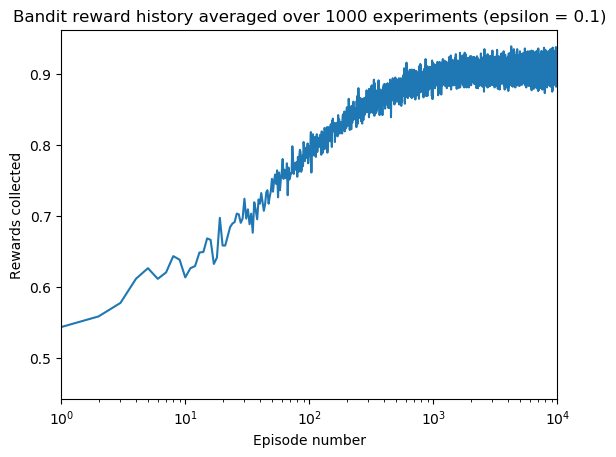 Bandit reward history averaged over 1000 experiments (epsilon = 0.1)
0.9
0.8
0.7
0.6
0.5
Rewards collected
10^0 10^1 10^2 10^3 10^4
Episode number